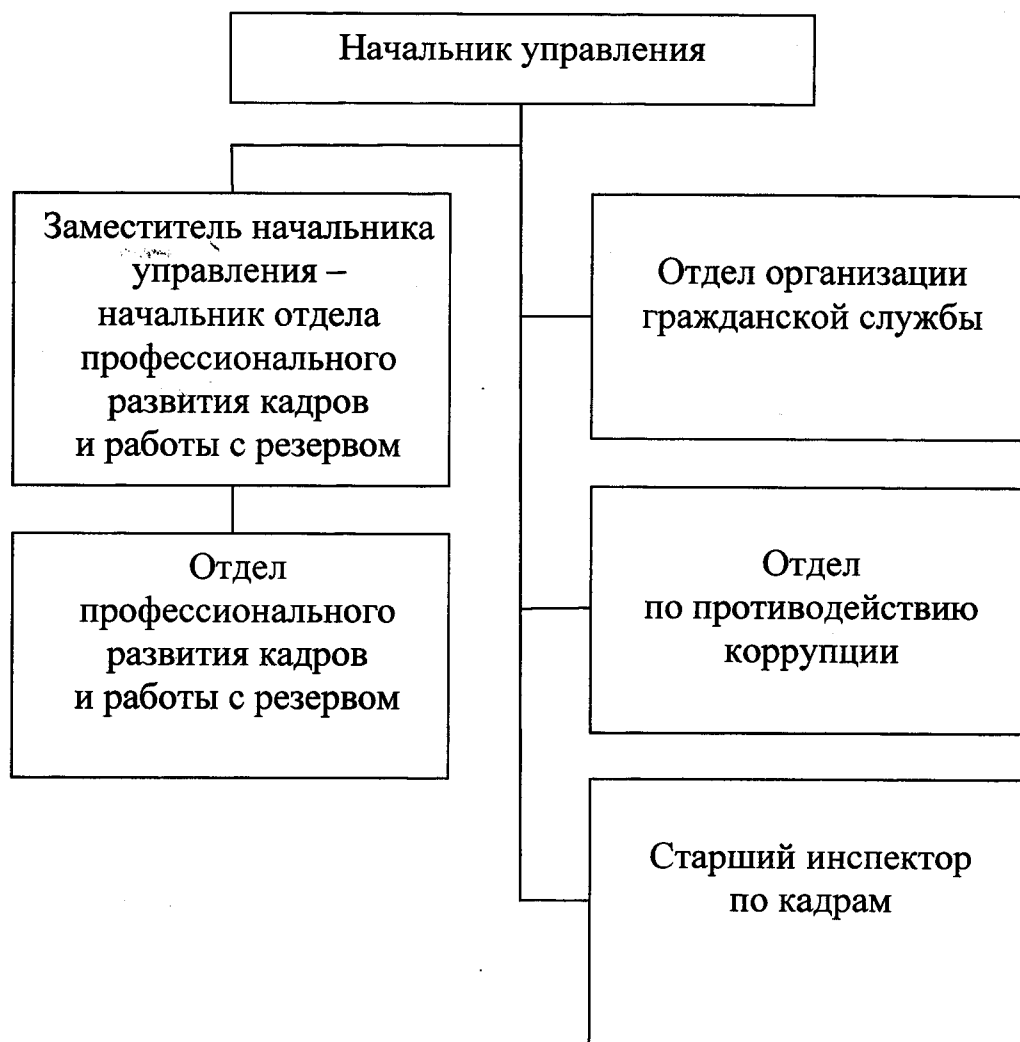 Начальник управления
Заместитель начальника
управления –
начальник отдела
профессионального
развития кадров
и работы с резервом
Отдел
профессионального
развития кадров
и работы с резервом
Отдел организации
гражданской службы
Отдел
по противодействию
коррупции
Старший инспектор
по кадрам